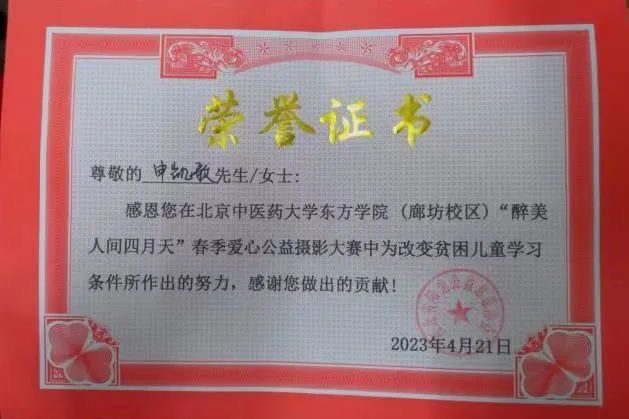 荣誉证书
尊敬的 申凯歌 先生/女士:
感恩您在北京中医药大学东方学院（廊坊校区）“醉美
人间四月天”春季爱心公益摄影大赛中为改变贫困儿童学习
条件所作出的努力，感谢您做出的贡献!
2023年4月21日